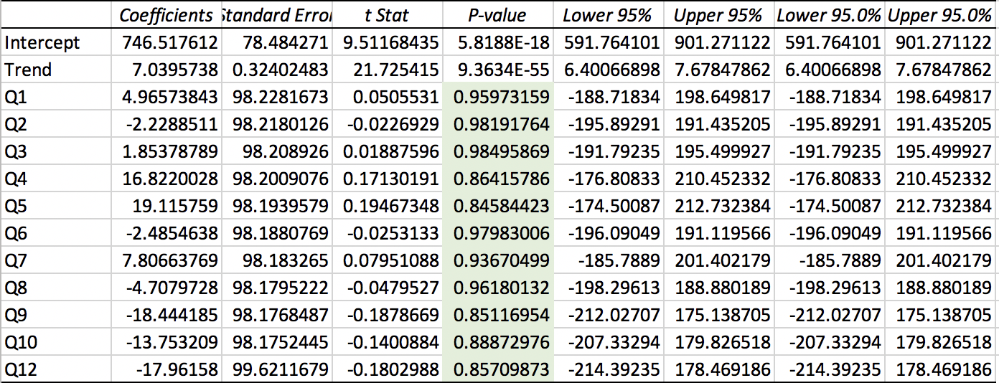 Coefficients Standard Error t Stat P-value Lower 95% Upper 95% Lower 95.0% Upper 95.0%
Intercept 746.517612 78.484271 9.51168435 5.8188E-18 591.764101 901.271122 591.764101 901.271122
Trend 7.0395738 0.32402483 21.725415 9.3634E-55 6.40066898 7.67847862 6.40066898 7.67847862
Q1 4.96573843 98.2281673 0.0505531 0.95973159 -188.71834 198.649817 -188.71834 198.649817
Q2 -2.2288511 98.2180126 -0.0226929 0.98191764 -195.89291 191.435205 -195.89291 191.435205
Q3 1.85378789 98.208926 0.01887596 0.98495869 -191.79235 195.499927 -191.79235 195.499927
Q4 16.8220028 98.2009076 0.17130191 0.86415786 -176.80833 210.452332 -176.80833 210.452332
Q5 19.115759 98.1939579 0.19467348 0.84584423 -174.50087 212.732384 -174.50087 212.732384
Q6 -2.4854638 98.1880769 -0.0253133 0.97983006 -196.09049 191.119566 -196.09049 191.119566
Q7 7.80663769 98.183265 0.07951088 0.93670499 -185.7889 201.402179 -185.7889 201.402179
Q8 -4.7079728 98.1795222 -0.0479527 0.96180132 -198.29613 188.880189 -198.29613 188.880189
Q9 -18.444185 98.1768487 -0.1878669 0.85116954 -212.02707 175.138705 -212.02707 175.138705
Q10 -13.753209 98.1752445 -0.1400884 0.88872976 -207.33294 179.826518 -207.33294 179.826518
Q12 -17.96158 99.6211679 -0.1802988 0.85709873 -214.39235 178.469186 -214.39235 178.469186